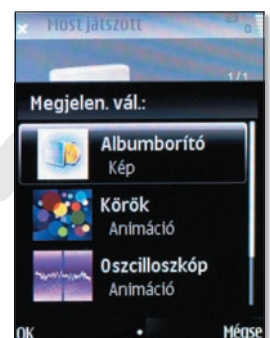 Most játszott
1/1
Megjelen. vál.:
Albumborító
Kép
Körök
Animáció
Oszcilloszkóp
Animáció
OK
Mégse